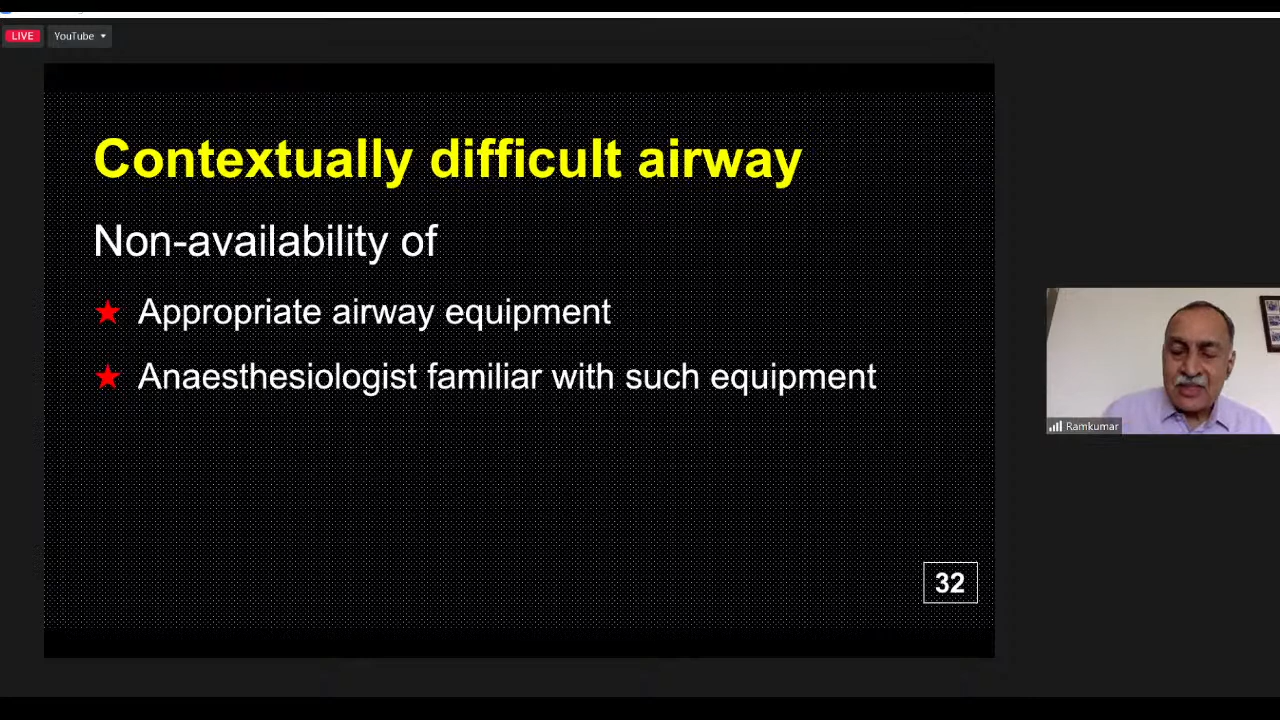 LIVE
YouTube
Contextually difficult airway
Non-availability of
Appropriate airway equipment
Anaesthesiologist familiar with such equipment
32
Ramkumar